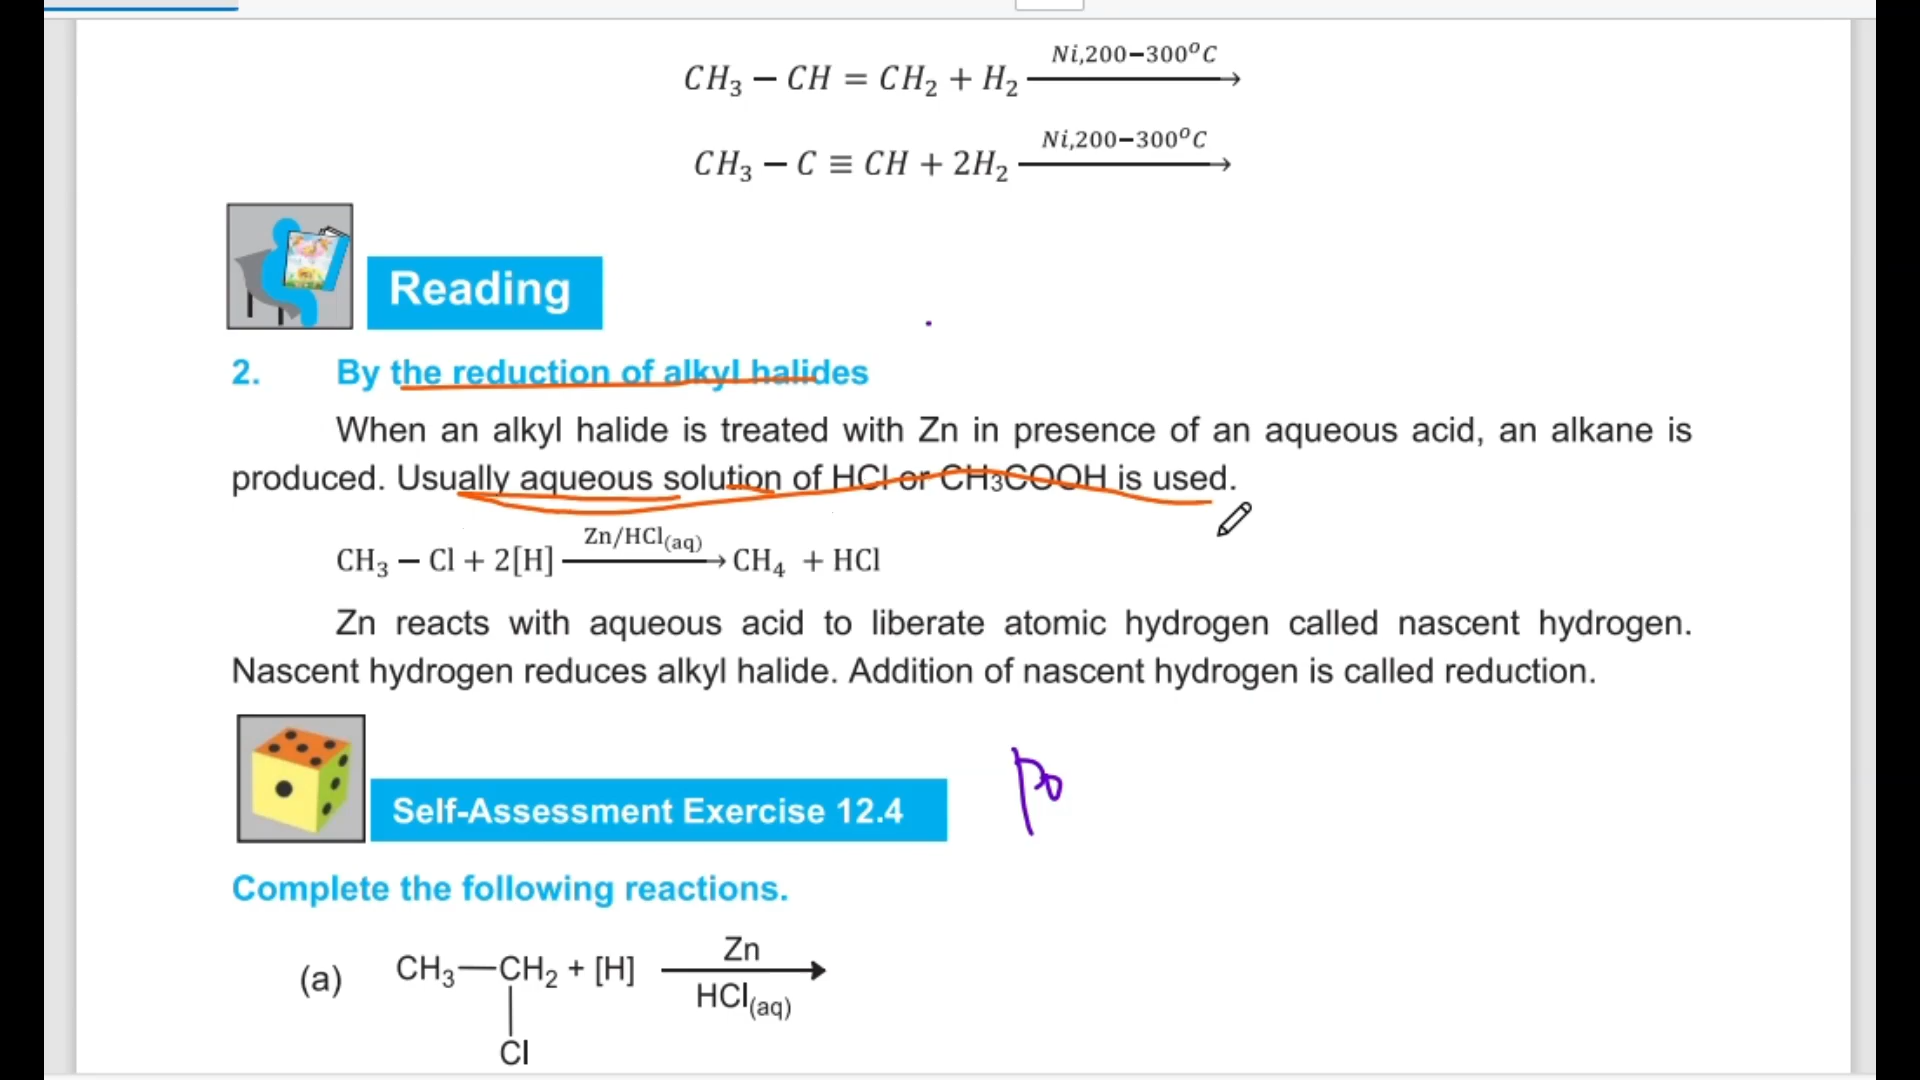 CH₃ − CH = CH₂ + H₂ Ni,200−300⁰C →
CH₃ − C ≡ CH + 2H₂ Ni,200−300⁰C →
Reading
2. By the reduction of alkyl halides
When an alkyl halide is treated with Zn in presence of an aqueous acid, an alkane is
produced. Usually aqueous solution of HCl or CH₃COOH is used.
CH₃ − Cl + 2[H] Zn/HCl(aq) → CH₄ + HCl
Zn reacts with aqueous acid to liberate atomic hydrogen called nascent hydrogen.
Nascent hydrogen reduces alkyl halide. Addition of nascent hydrogen is called reduction.
Self-Assessment Exercise 12.4
Complete the following reactions.
(a) CH₃—CH₂ + [H] Zn → HCl(aq)
Cl